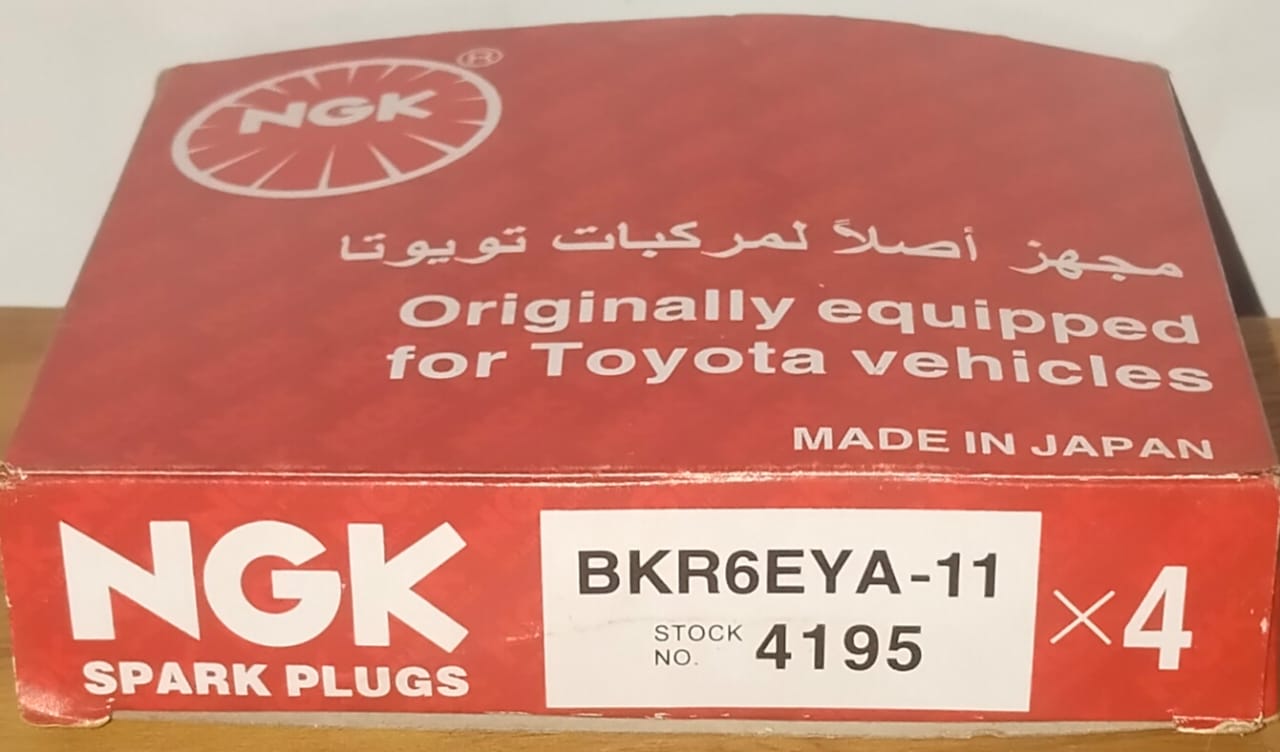 NGK ®
مجهز أصلاً لمركبات تويوتا
Originally equipped
for Toyota vehicles
MADE IN JAPAN
NGK
SPARK PLUGS
BKR6EYA-11
STOCK NO. 4195
×4